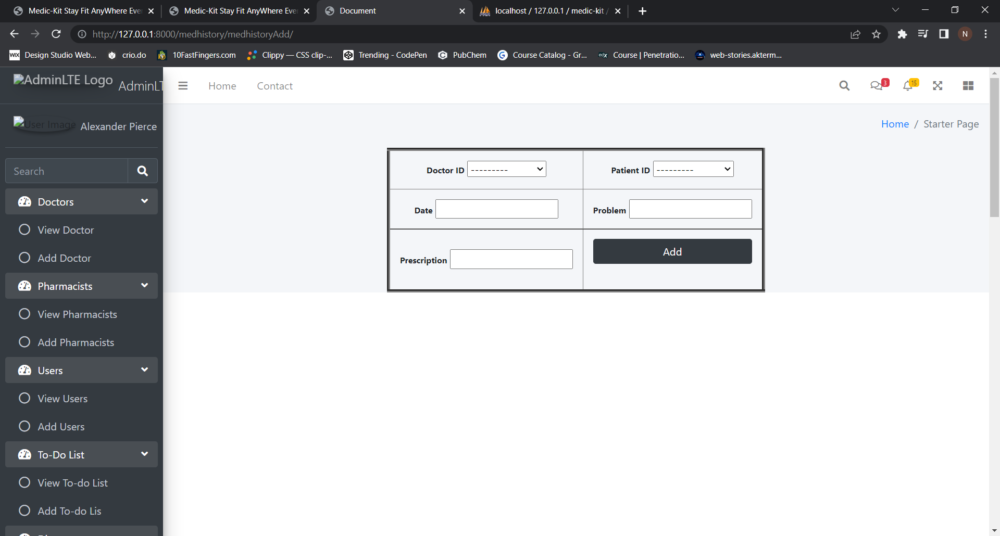 Medic-Kit Stay Fit AnyWhere Eve
Medic-Kit Stay Fit AnyWhere Eve
Document
localhost / 127.0.0.1 / medic-kit /
http://127.0.0.1:8000/medhistory/medhistoryAdd/
N
WIX Design Studio Web...
crio.do
10FastFingers.com
Clippy — CSS clip-...
Trending - CodePen
PubChem
G Course Catalog - Gr...
edX Course | Penetratio...
web-stories.akterm...
AdminLTE Logo
AdminLT
Home
Contact
3
15
User Image
Alexander Pierce
Home / Starter Page
Search
Doctors
View Doctor
Add Doctor
Pharmacists
View Pharmacists
Add Pharmacists
Users
View Users
Add Users
To-Do List
View To-do List
Add To-do Lis
Doctor ID ---------
Patient ID ---------
Date
Problem
Prescription
Add